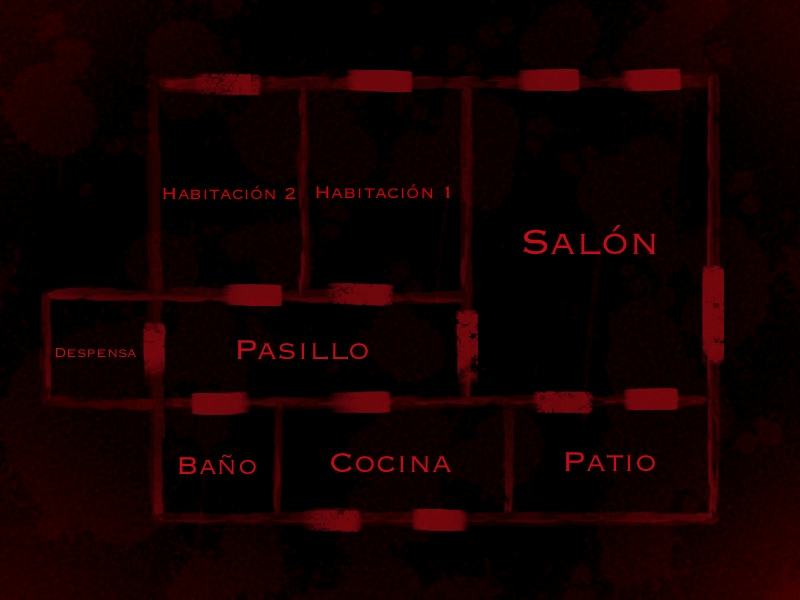 Habitación 2
Habitación 1
Salón
Despensa
Pasillo
Baño
Cocina
Patio